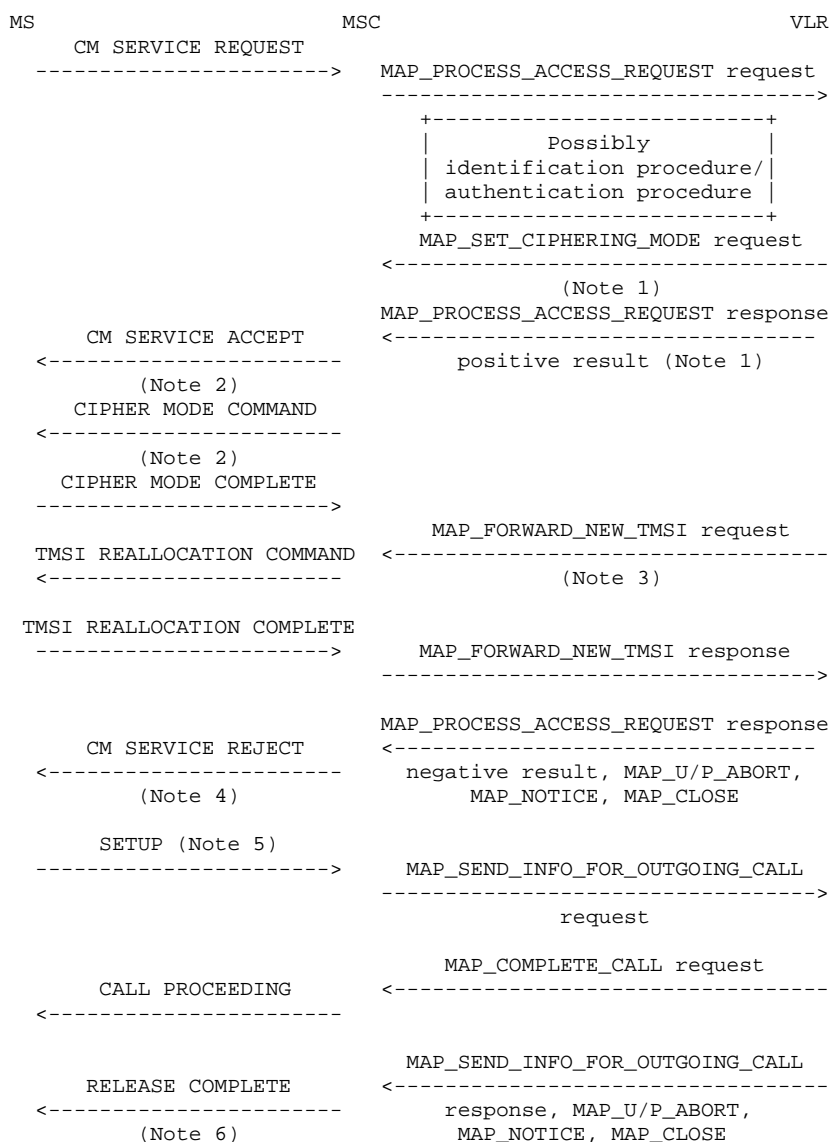 MS MSC VLR
CM SERVICE REQUEST
MAP_PROCESS_ACCESS_REQUEST request
Possibly
identification procedure/
authentication procedure
MAP_SET_CIPHERING_MODE request
(Note 1)
MAP_PROCESS_ACCESS_REQUEST response
CM SERVICE ACCEPT
positive result (Note 1)
(Note 2)
CIPHER MODE COMMAND
(Note 2)
CIPHER MODE COMPLETE
MAP_FORWARD_NEW_TMSI request
TMSI REALLOCATION COMMAND
(Note 3)
TMSI REALLOCATION COMPLETE
MAP_FORWARD_NEW_TMSI response
MAP_PROCESS_ACCESS_REQUEST response
CM SERVICE REJECT
negative result, MAP_U/P_ABORT,
(Note 4) MAP_NOTICE, MAP_CLOSE
SETUP (Note 5)
MAP_SEND_INFO_FOR_OUTGOING_CALL
request
MAP_COMPLETE_CALL request
CALL PROCEEDING
MAP_SEND_INFO_FOR_OUTGOING_CALL
RELEASE COMPLETE
response, MAP_U/P_ABORT,
(Note 6) MAP_NOTICE, MAP_CLOSE